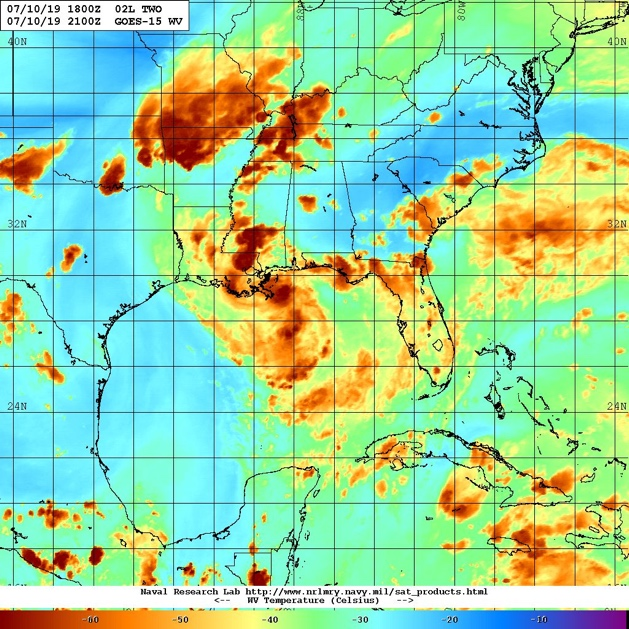 07/10/19 1800Z 02L TWO
07/10/19 2100Z GOES-15 WV
88W
80W
40N
40N
32N
32N
24N
24N
Naval Research Lab http://www.nrlmry.navy.mil/sat_products.html
<-- WV Temperature (Celsius) -->
-60 -50 -40 -30 -20 -10